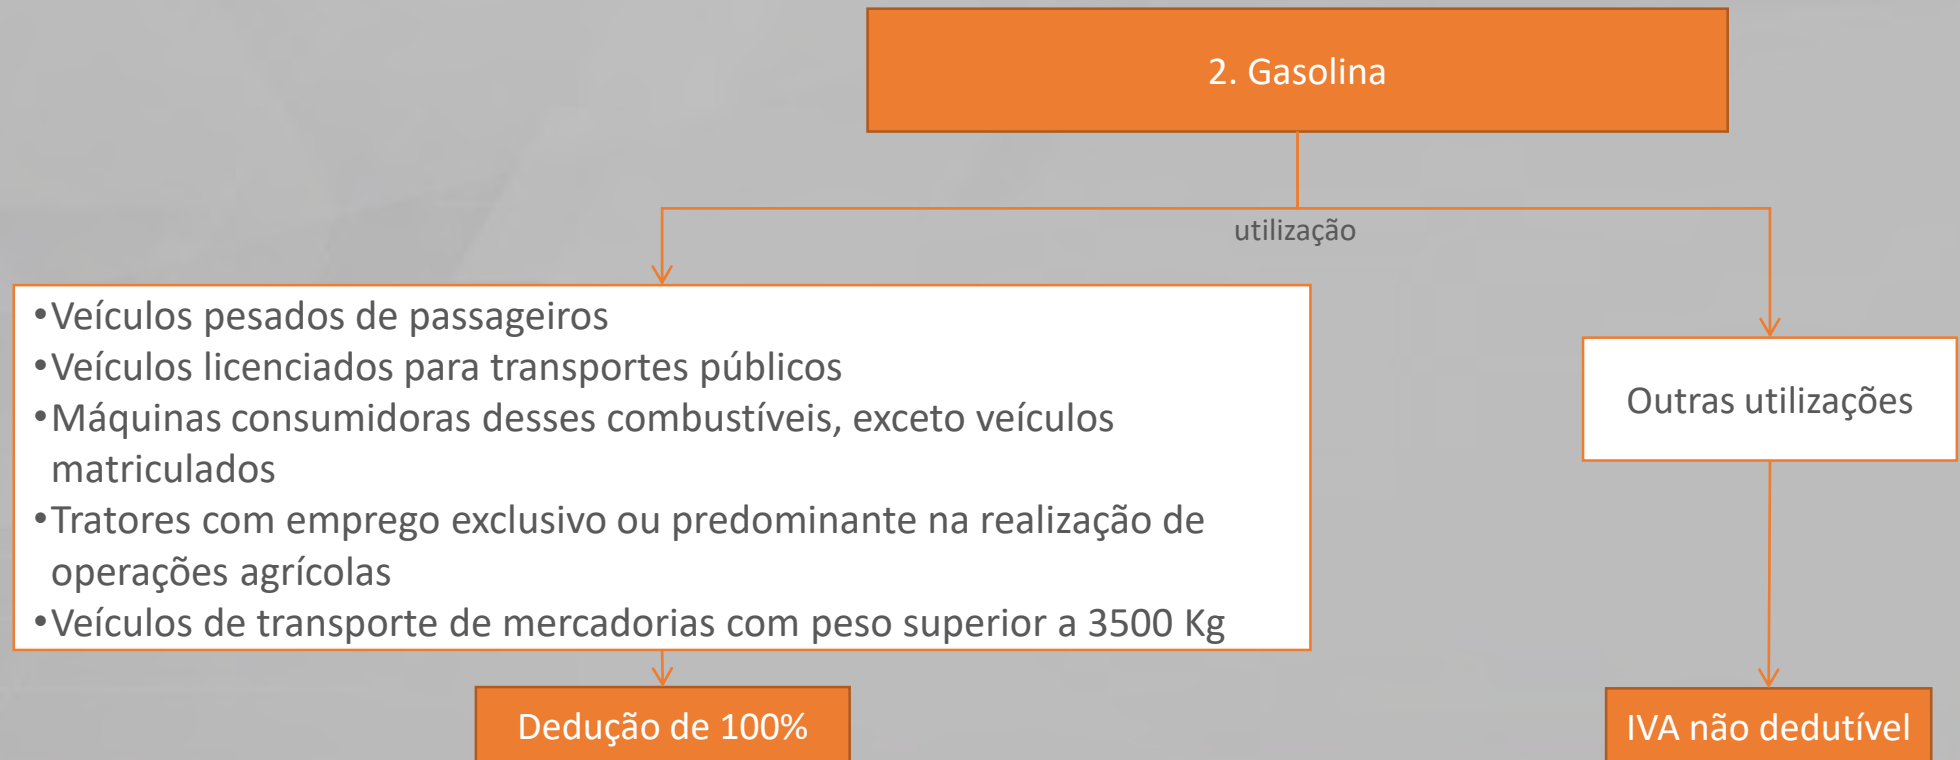 2. Gasolina
utilização
•Veículos pesados de passageiros
•Veículos licenciados para transportes públicos
•Máquinas consumidoras desses combustíveis, exceto veículos
matriculados
•Tratores com emprego exclusivo ou predominante na realização de
operações agrícolas
•Veículos de transporte de mercadorias com peso superior a 3500 Kg
Outras utilizações
Dedução de 100%
IVA não dedutível